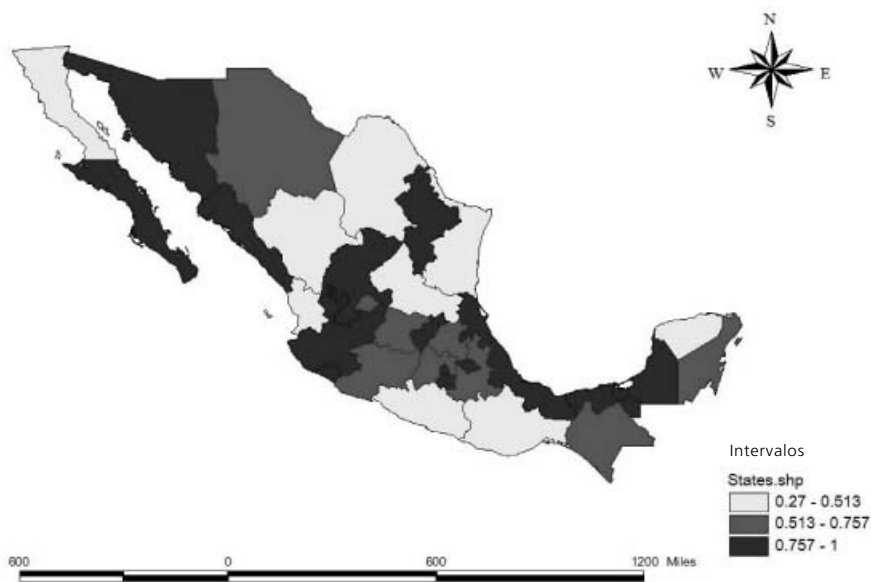 N
W E
S
Intervalos
States.shp
0.27 - 0.513
0.513 - 0.757
0.757 - 1
600 0 600 1200 Miles